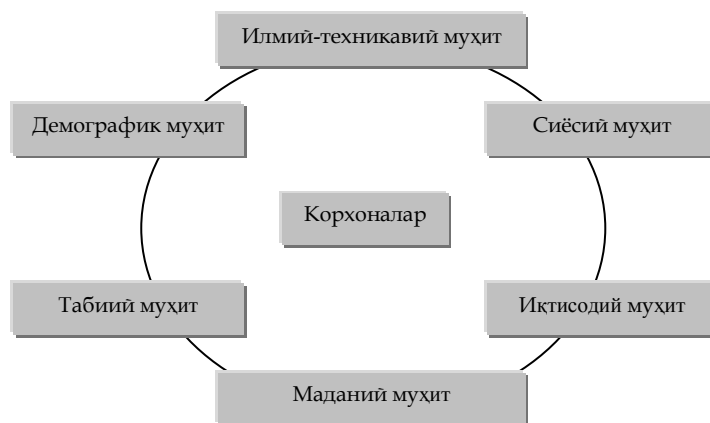 Илмий-техникавий муҳит
Демографик муҳит
Сиёсий муҳит
Корхоналар
Табиий муҳит
Иқтисодий муҳит
Маданий муҳит